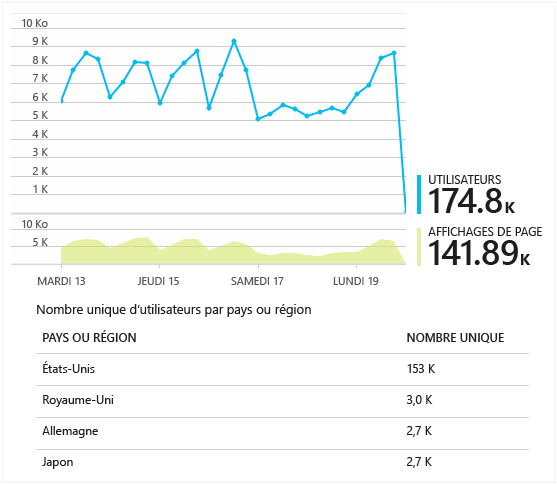 10 Ko
9 K
8 K
7 K
6 K
5 K
4 K
3 K
2 K
1 K
UTILISATEURS
174.8 K
10 Ko
5 K
AFFICHAGES DE PAGE
141.89 K
MARDI 13 JEUDI 15 SAMEDI 17 LUNDI 19
Nombre unique d’utilisateurs par pays ou région
PAYS OU RÉGION NOMBRE UNIQUE
États-Unis 153 K
Royaume-Uni 3,0 K
Allemagne 2,7 K
Japon 2,7 K